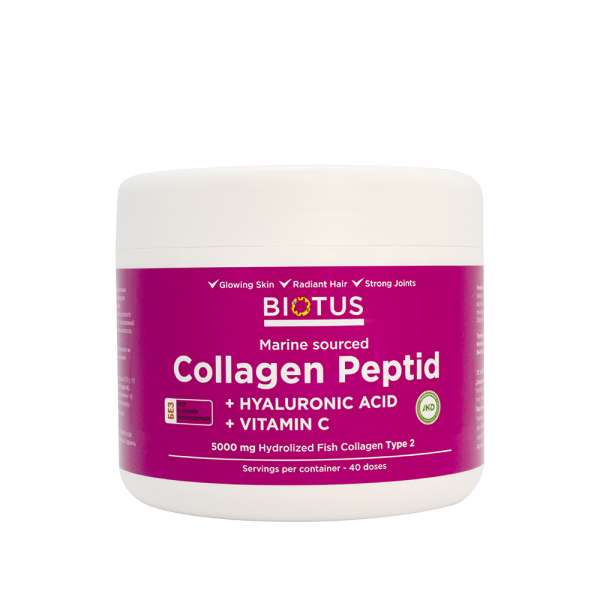 Glowing Skin Radiant Hair Strong Joints
BIOTUS
Marine sourced
Collagen Peptid
+ HYALURONIC ACID
+ VITAMIN C
БЕЗ
JKD
5000 mg Hydrolized Fish Collagen Type 2
Servings per container - 40 doses